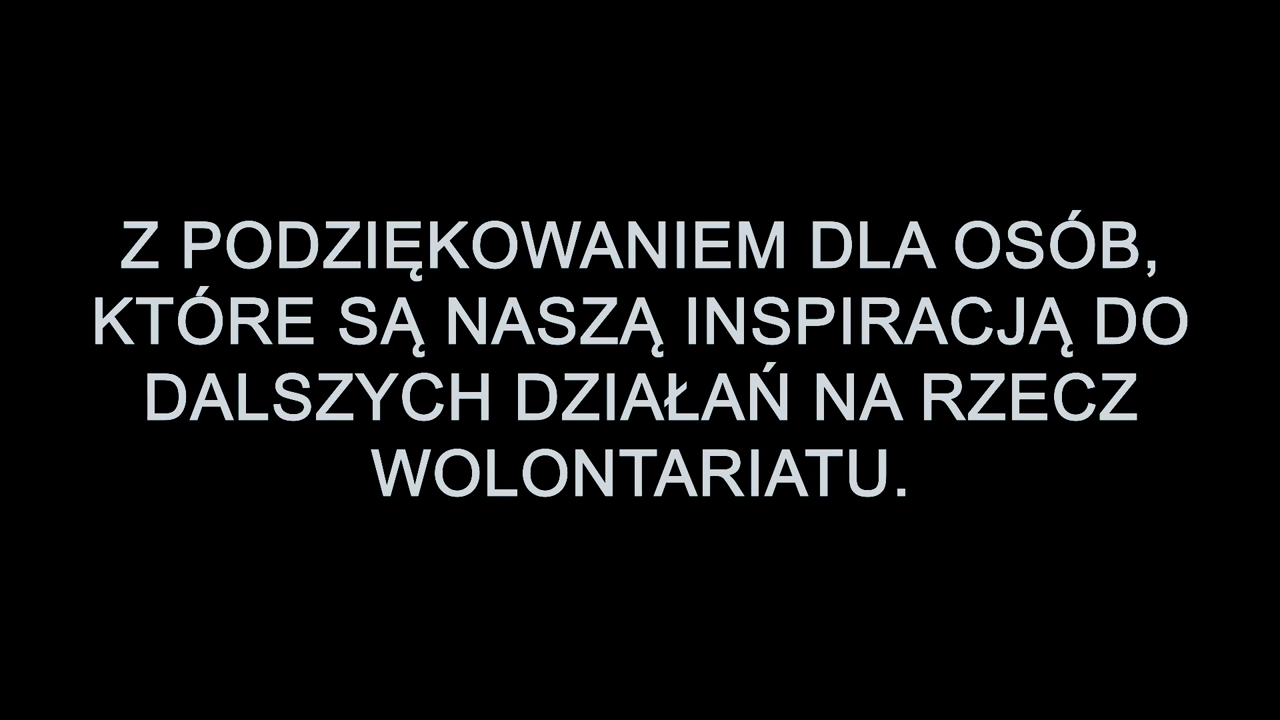 Z PODZIĘKOWANIEM DLA OSÓB,
KTÓRE SĄ NASZĄ INSPIRACJĄ DO
DALSZYCH DZIAŁAŃ NA RZECZ
WOLONTARIATU.